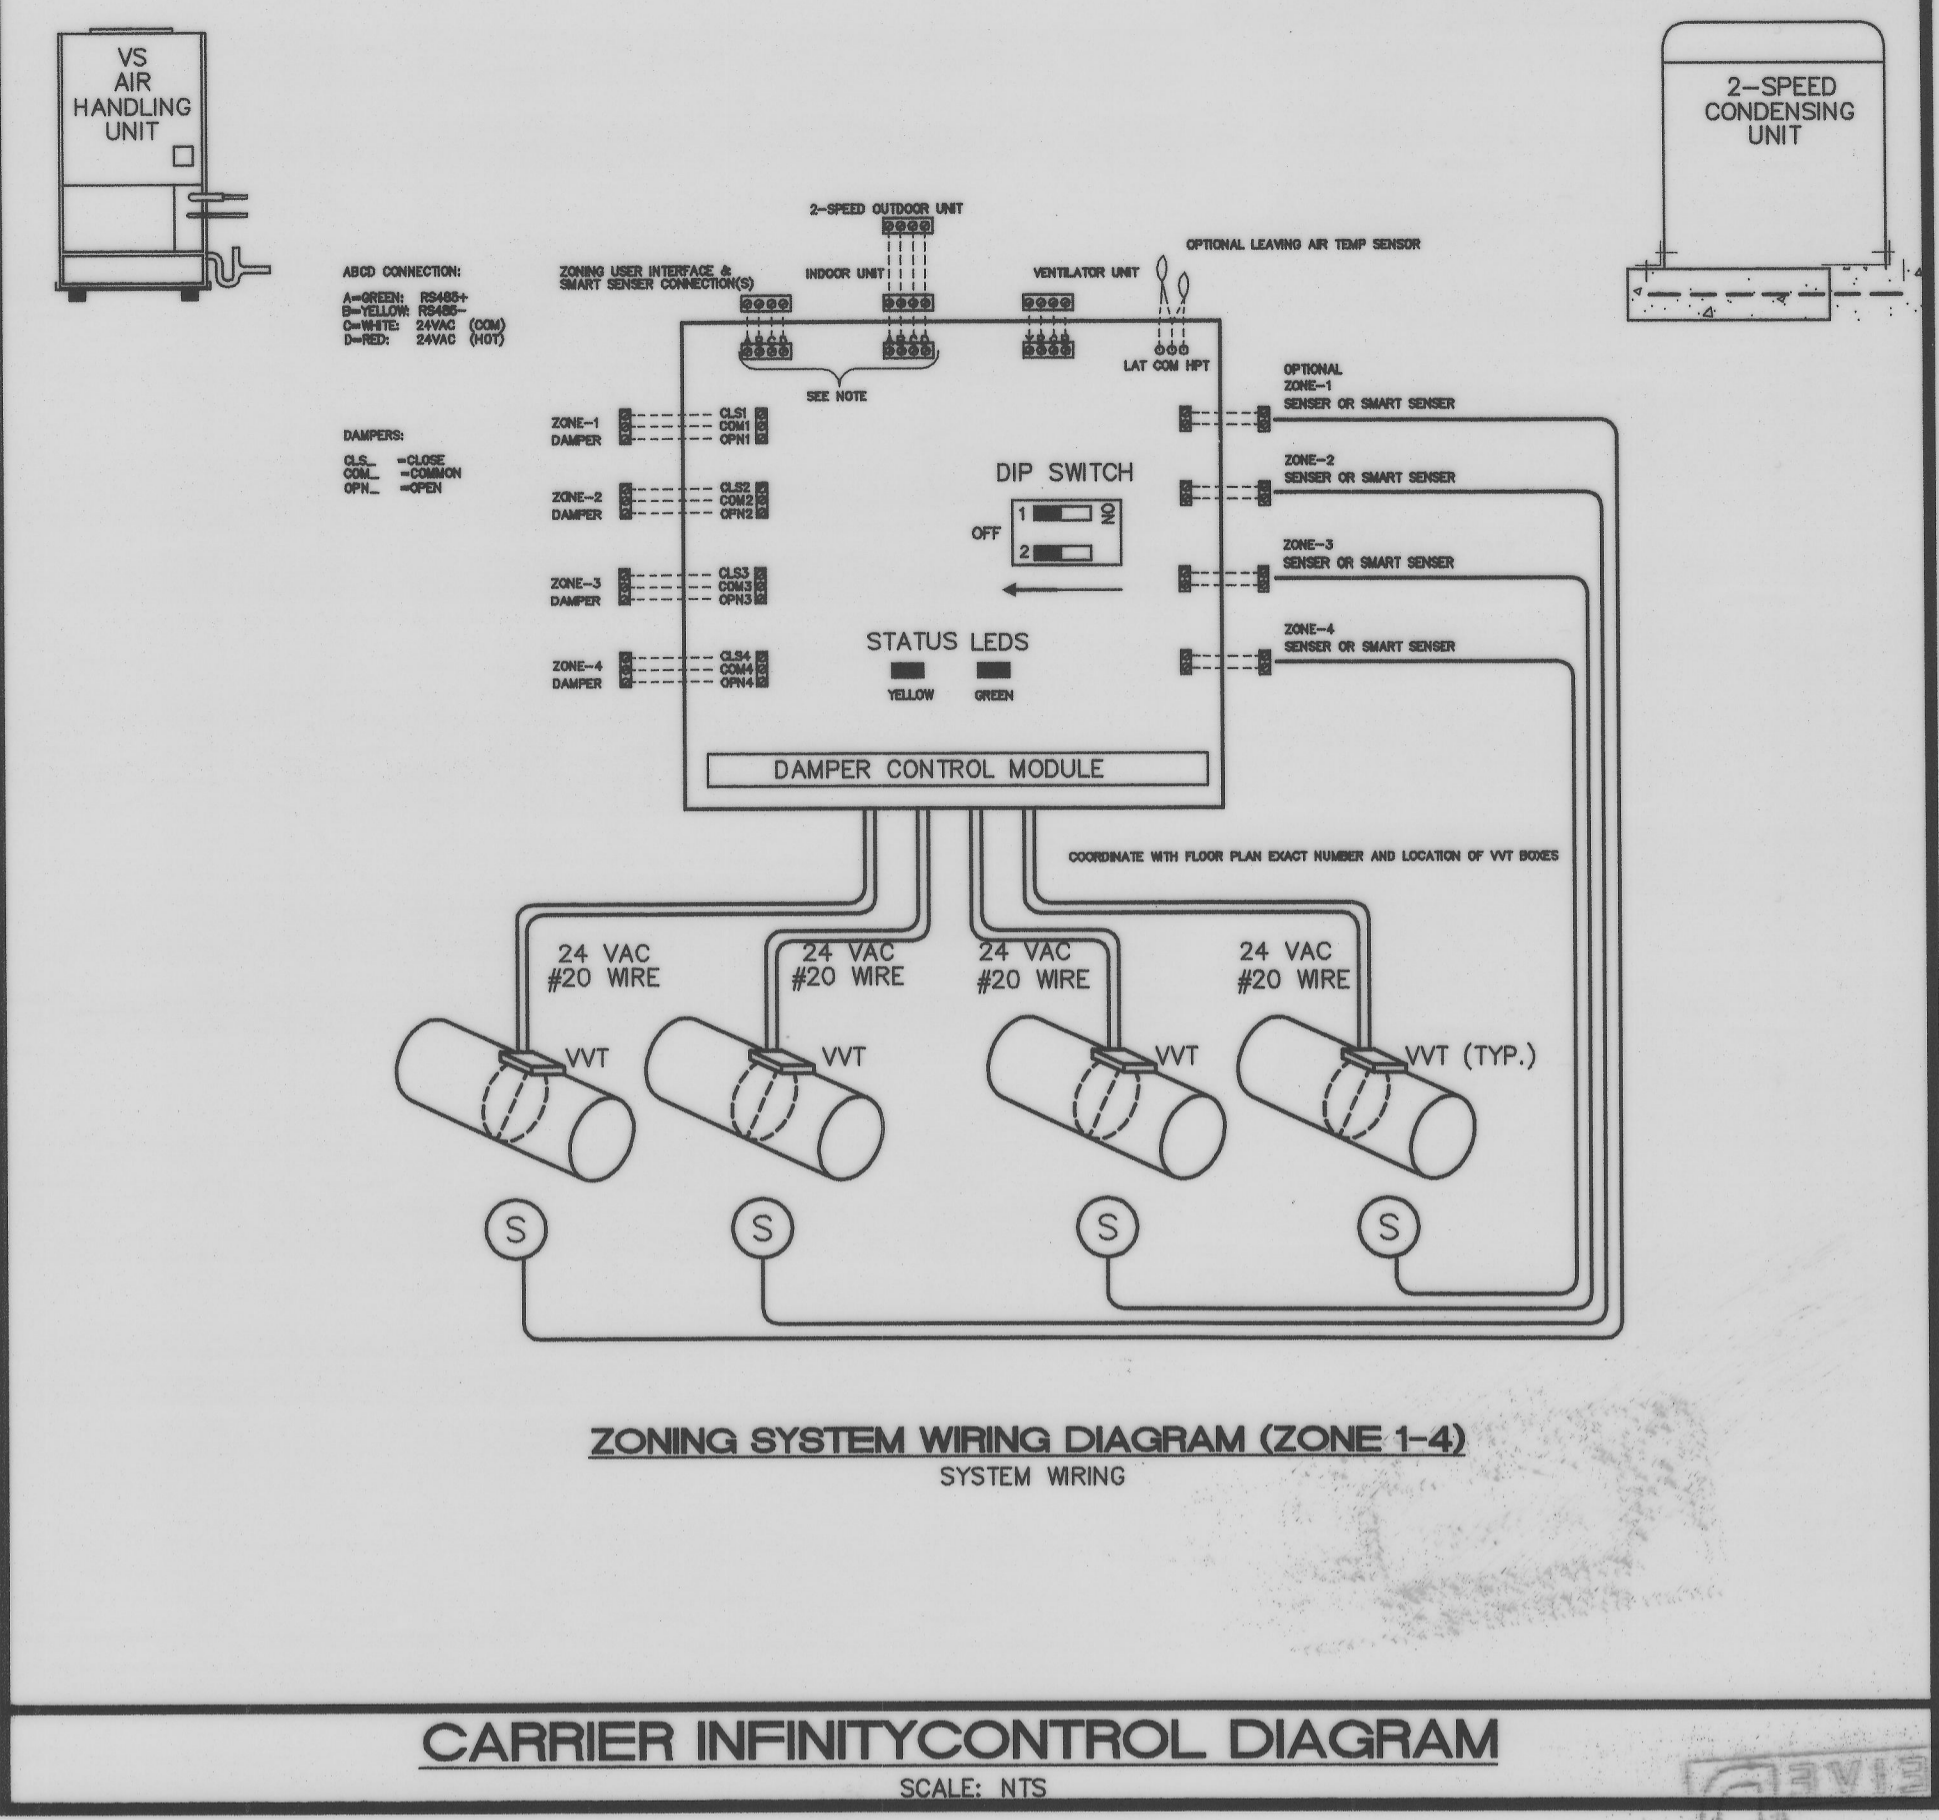 VS
AIR
HANDLING
UNIT
2-SPEED
CONDENSING
UNIT
2-SPEED OUTDOOR UNIT
OPTIONAL LEAVING AIR TEMP SENSOR
ABCD CONNECTION:
A=GREEN: RS485+
B=YELLOW: RS485-
C=WHITE: 24VAC (COM)
D=RED: 24VAC (HOT)
ZONING USER INTERFACE &
SMART SENSER CONNECTION(S)
INDOOR UNIT
VENTILATOR UNIT
A B C D
A B C D
LAT COM HPT
SEE NOTE
DAMPERS:
CLS_ =CLOSE
COM_ =COMMON
OPN_ =OPEN
ZONE-1
DAMPER
CLS1
COM1
OPN1
ZONE-2
DAMPER
CLS2
COM2
OPN2
ZONE-3
DAMPER
CLS3
COM3
OPN3
ZONE-4
DAMPER
CLS4
COM4
OPN4
DIP SWITCH
OFF
1
2
ON
STATUS LEDS
YELLOW GREEN
OPTIONAL
ZONE-1
SENSER OR SMART SENSER
ZONE-2
SENSER OR SMART SENSER
ZONE-3
SENSER OR SMART SENSER
ZONE-4
SENSER OR SMART SENSER
DAMPER CONTROL MODULE
COORDINATE WITH FLOOR PLAN EXACT NUMBER AND LOCATION OF VVT BOXES
24 VAC
#20 WIRE
24 VAC
#20 WIRE
24 VAC
#20 WIRE
24 VAC
#20 WIRE
VVT
VVT
VVT
VVT (TYP.)
S
S
S
S
ZONING SYSTEM WIRING DIAGRAM (ZONE 1-4)
SYSTEM WIRING
CARRIER INFINITYCONTROL DIAGRAM
SCALE: NTS